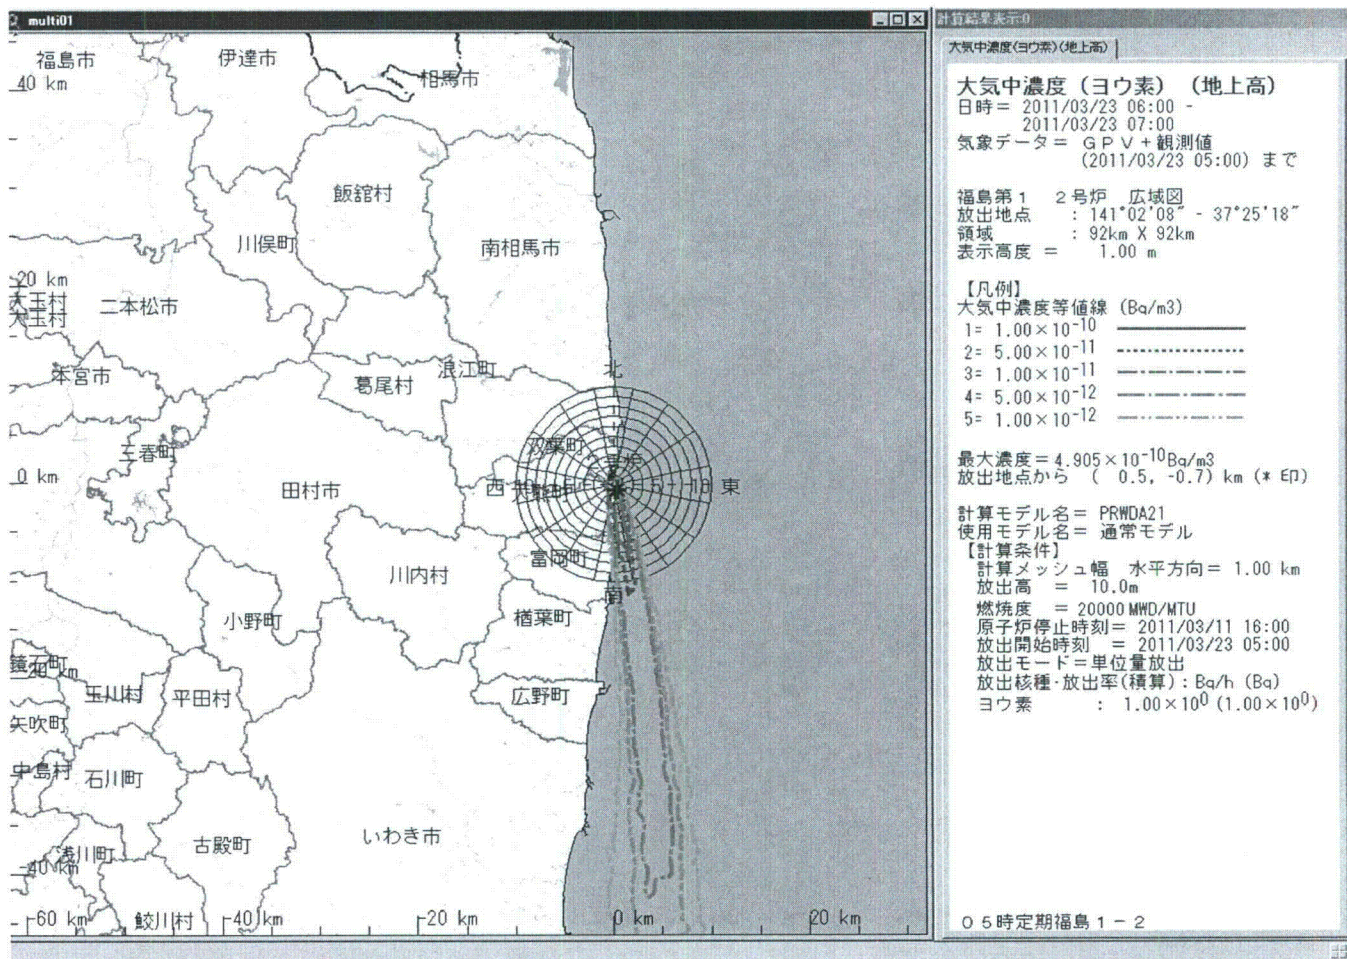 multi01
福島市
伊達市
相馬市
40 km
飯舘村
川俣町
南相馬市
20 km
大玉村
大玉村
二本松市
本宮市
葛尾村
浪江町
北
三春町
双葉町
0 km
田村市
西
東
富岡町
川内村
南
小野町
楢葉町
鏡石町
玉川村
平田村
広野町
矢吹町
中島村
石川町
浅川町
古殿町
いわき市
-40 km
鮫川村
-60 km
-40 km
-20 km
0 km
20 km
計算結果表示:0
大気中濃度(ヨウ素)(地上高)
大気中濃度（ヨウ素）（地上高）
日時＝ 2011/03/23 06:00 -
2011/03/23 07:00
気象データ＝ ＧＰＶ＋観測値
(2011/03/23 05:00) まで
福島第１　２号炉　広域図
放出地点　: 141°02'08" - 37°25'18"
領域　: 92km X 92km
表示高度 ＝ 1.00 m
【凡例】
大気中濃度等値線 (Bq/m3)
1= 1.00×10⁻¹⁰
2= 5.00×10⁻¹¹
3= 1.00×10⁻¹¹
4= 5.00×10⁻¹²
5= 1.00×10⁻¹²
最大濃度＝4.905×10⁻¹⁰Bq/m3
放出地点から ( 0.5, -0.7) km (* 印)
計算モデル名＝ PRWDA21
使用モデル名＝ 通常モデル
【計算条件】
計算メッシュ幅　水平方向＝ 1.00 km
放出高　＝ 10.0m
燃焼度　＝ 20000MWD/MTU
原子炉停止時刻＝ 2011/03/11 16:00
放出開始時刻　＝ 2011/03/23 05:00
放出モード＝単位量放出
放出核種・放出率(積算)：Bq/h (Bq)
ヨウ素　: 1.00×10⁰ (1.00×10⁰)
０５時定期福島１－２